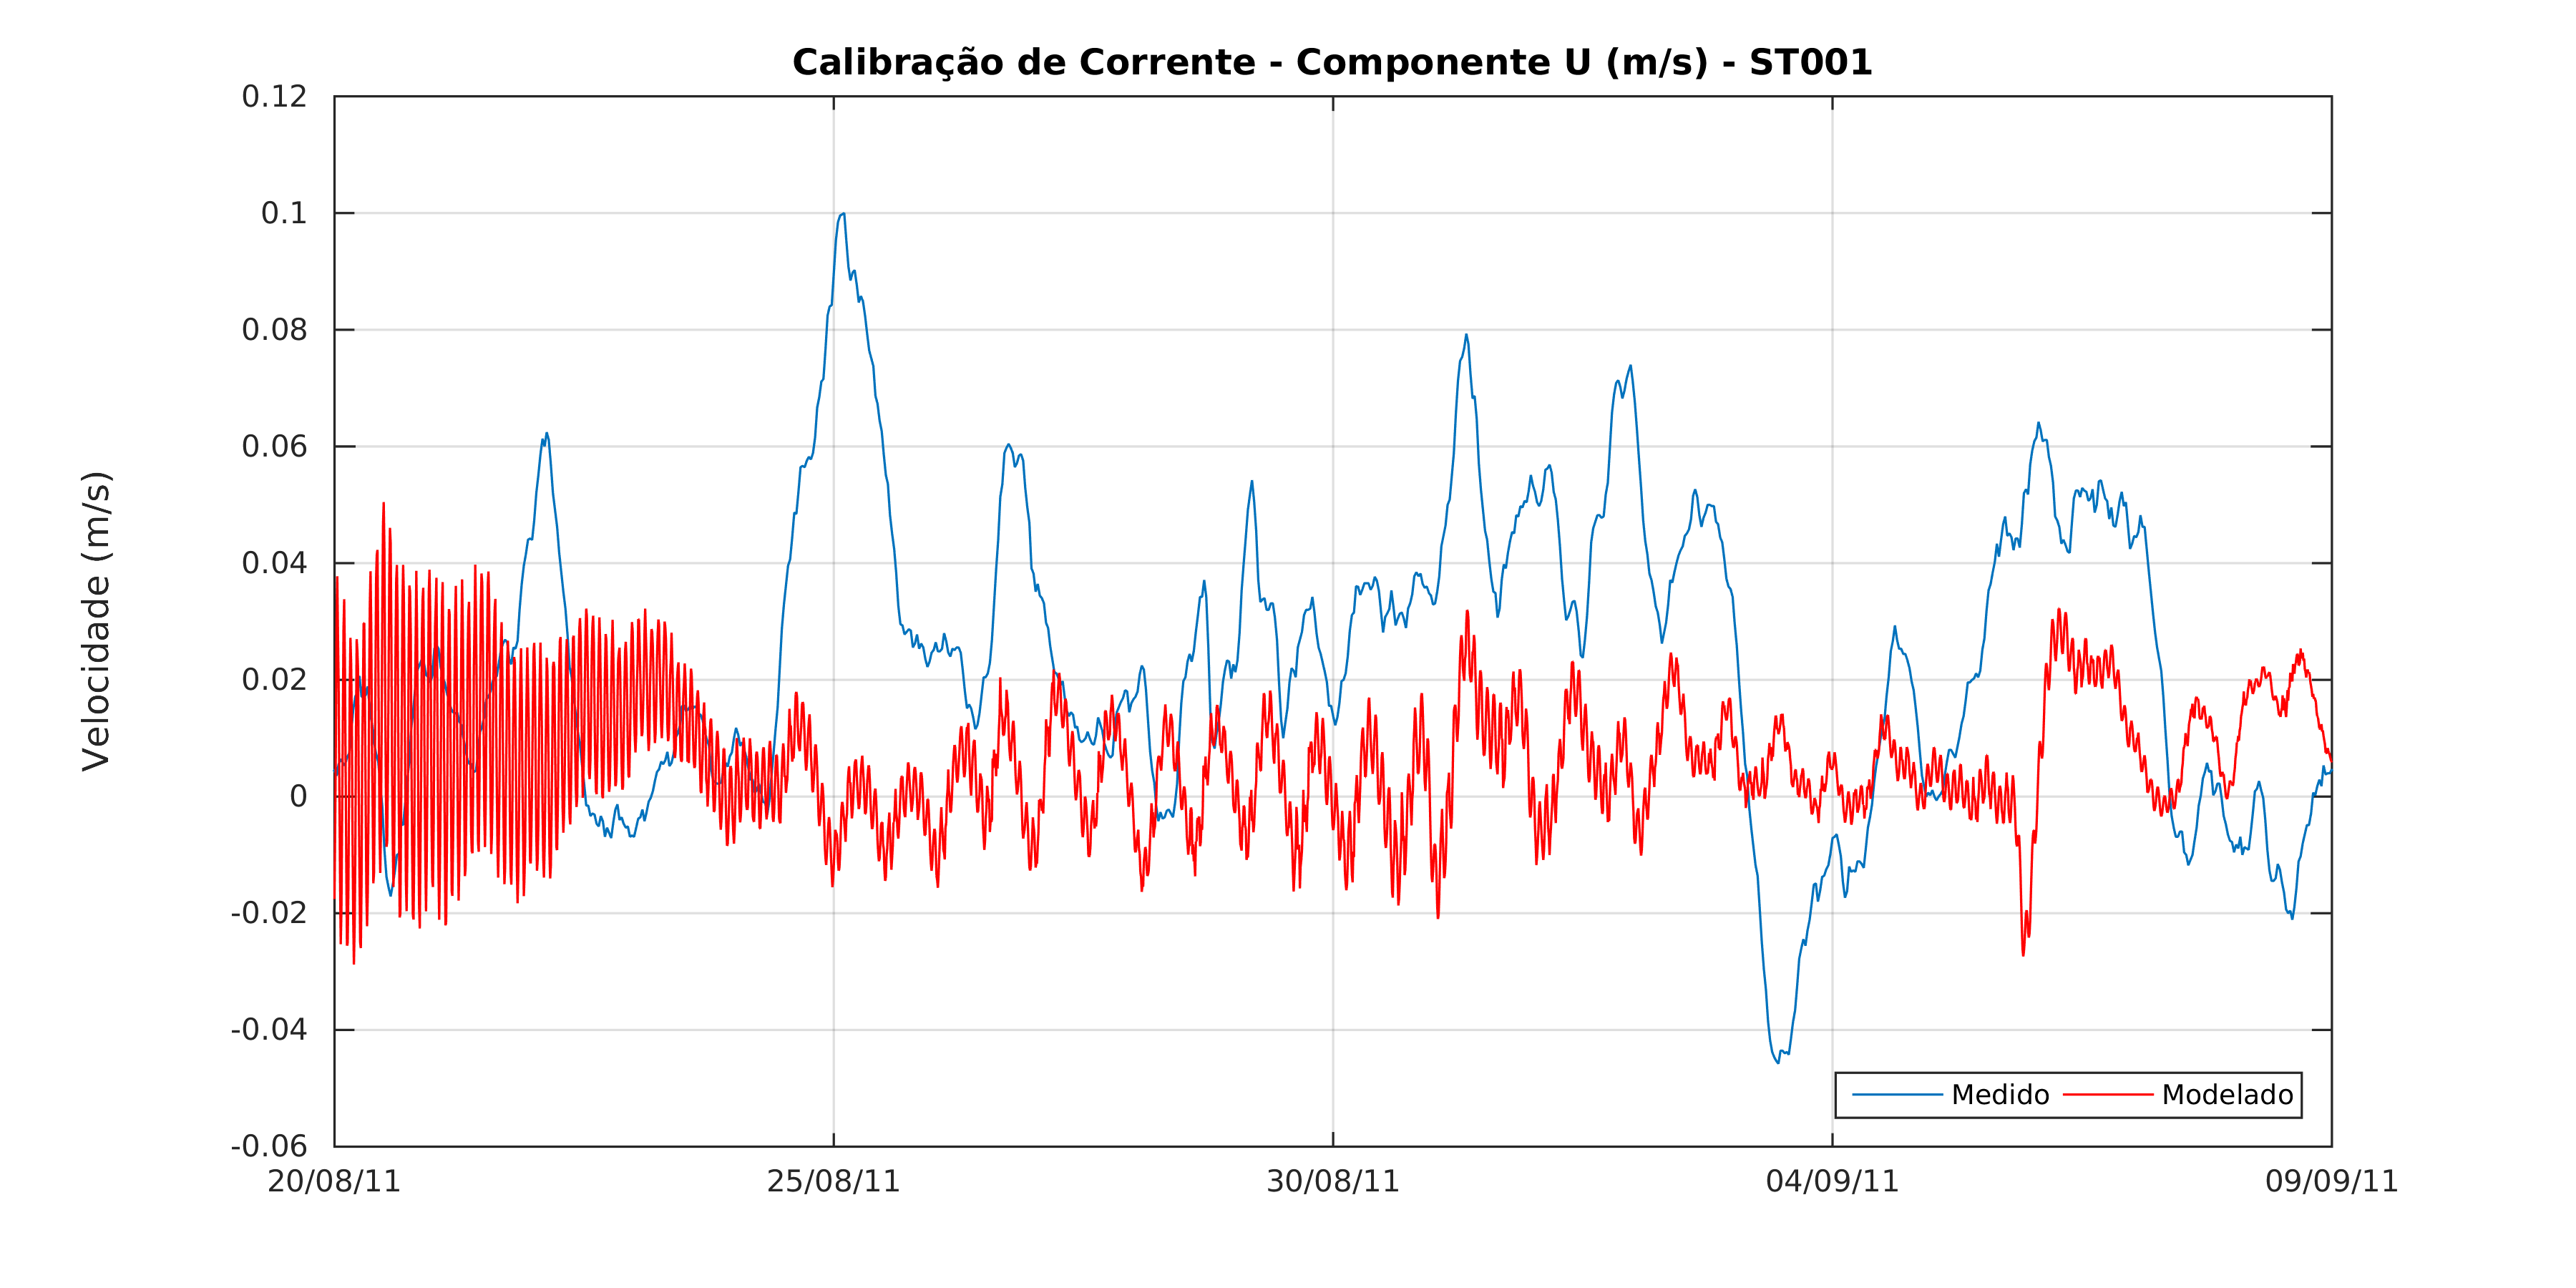 Calibração de Corrente - Componente U (m/s) - ST001
0.12
0.1
0.08
0.06
0.04
0.02
0
-0.02
-0.04
-0.06
Velocidade (m/s)
20/08/11 25/08/11 30/08/11 04/09/11 09/09/11
Medido Modelado